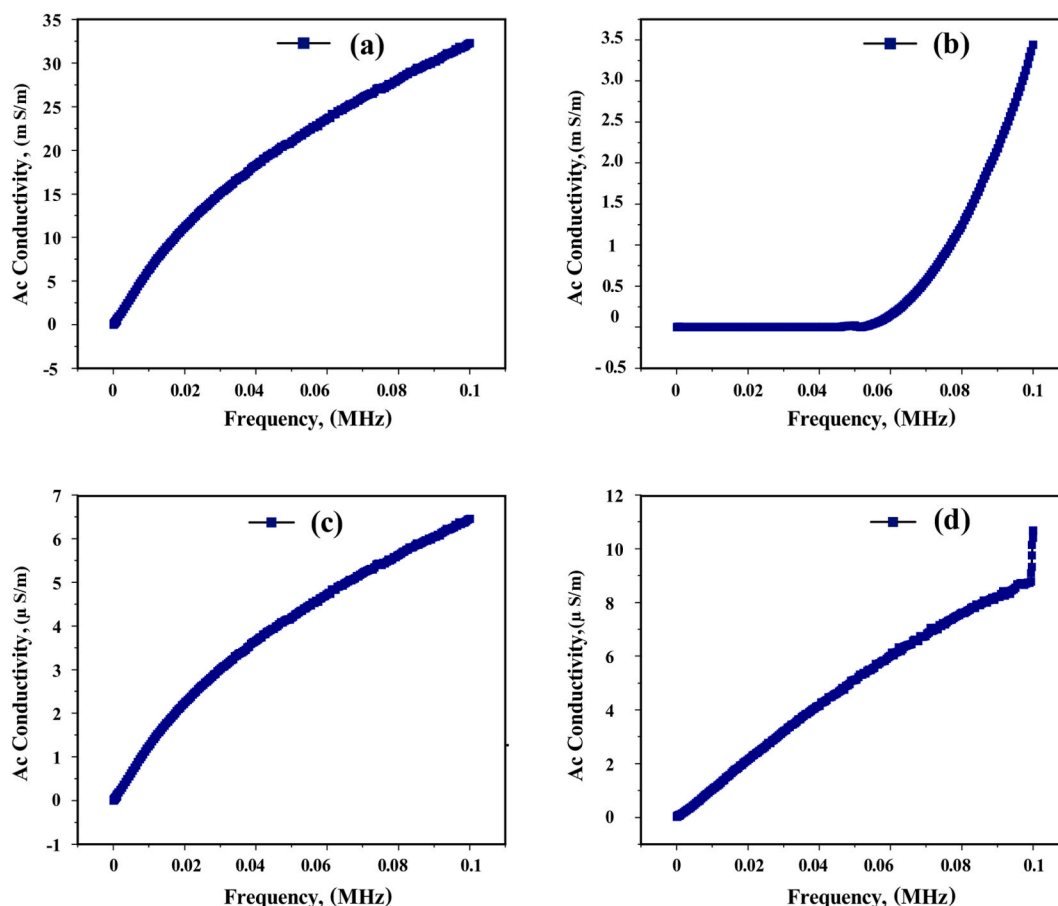 (a)
Ac Conductivity, (m S/m)
35
30
25
20
15
10
5
0
-5
0 0.02 0.04 0.06 0.08 0.1
Frequency, (MHz)
(b)
Ac Conductivity,(m S/m)
3.5
3.0
2.5
2.0
1.5
1
0.5
0
- 0.5
0 0.02 0.04 0.06 0.08 0.1
Frequency, (MHz)
(c)
Ac Conductivity, (µ S/m)
7
6
5
4
3
2
1
0
-1
0 0.02 0.04 0.06 0.08 0.1
Frequency, (MHz)
(d)
Ac Conductivity,(µ S/m)
12
10
8
6
4
2
0
0 0.02 0.04 0.06 0.08 0.1
Frequency, (MHz)